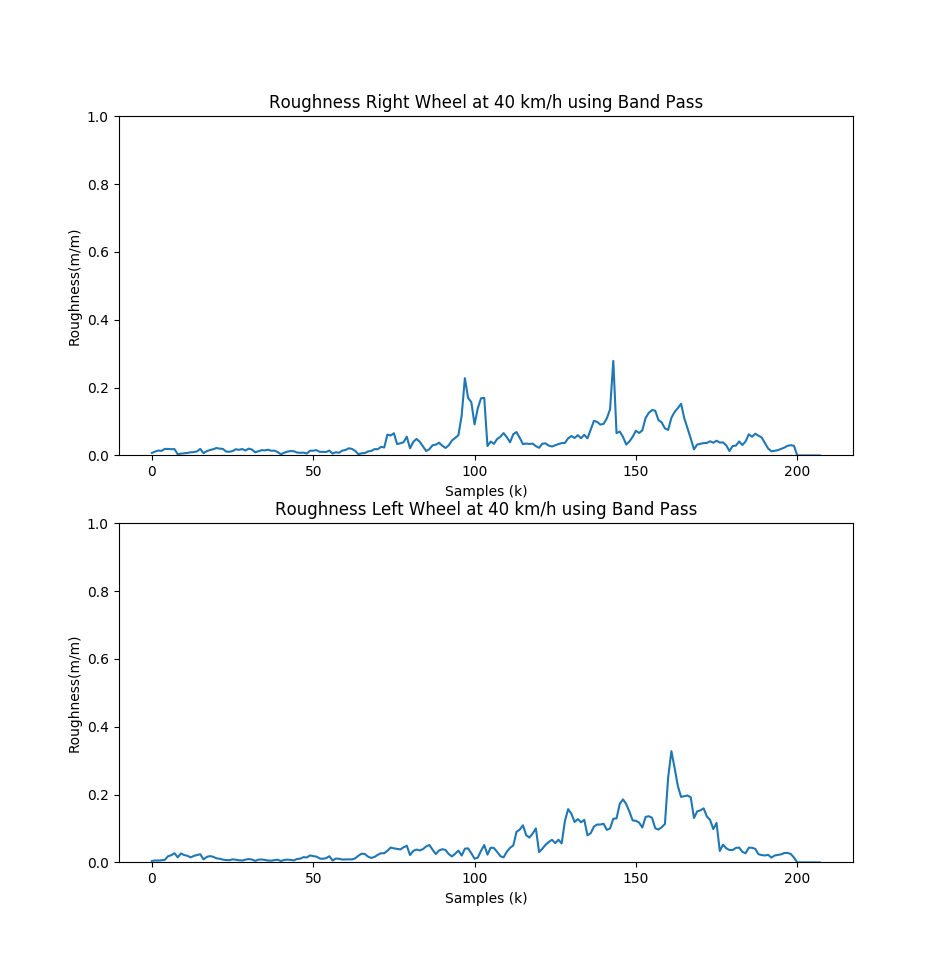 Roughness Right Wheel at 40 km/h using Band Pass
1.0
0.8
0.6
0.4
0.2
0.0
Roughness(m/m)
0 50 100 150 200
Samples (k)
Roughness Left Wheel at 40 km/h using Band Pass
1.0
0.8
0.6
0.4
0.2
0.0
Roughness(m/m)
0 50 100 150 200
Samples (k)